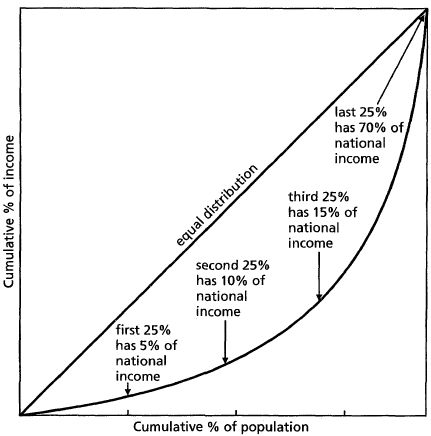 last 25%
has 70% of
national
income
equal distribution
third 25%
has 15% of
national
income
second 25%
has 10% of
national
income
first 25%
has 5% of
national
income
Cumulative % of income
Cumulative % of population